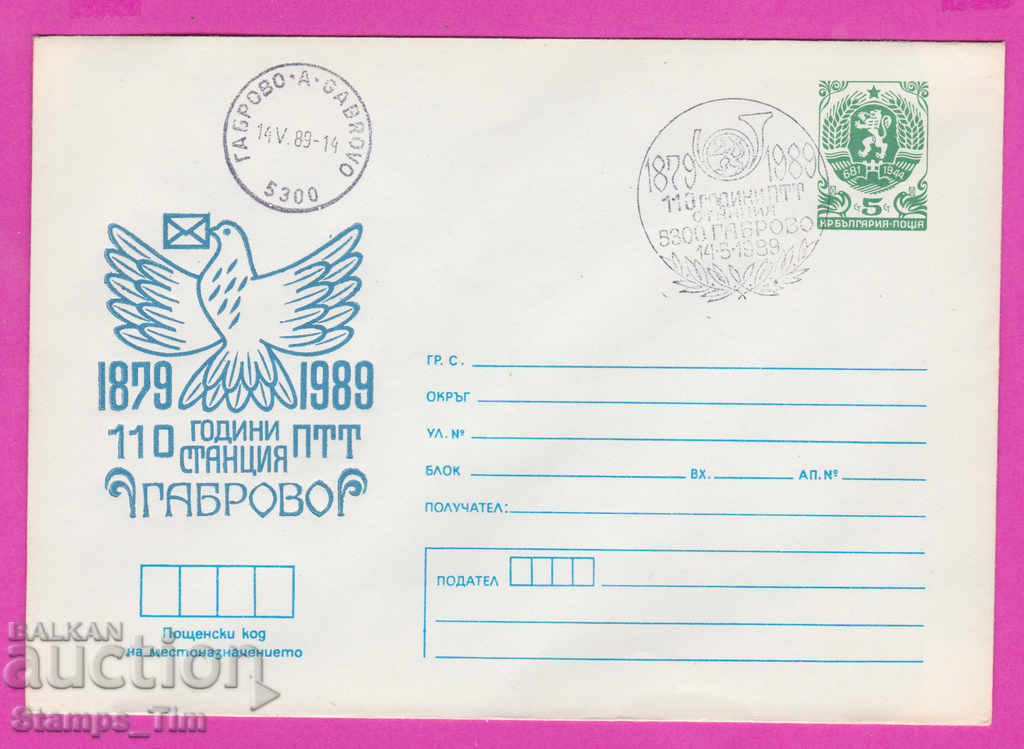 ГАБРОВО · А · GABROVO
14.V.89-14
5300
1879 1989
110 ГОДИНИ ПТТ
СТАНЦИЯ
5300 ГАБРОВО
14·5·1989
681 1944
5
НР БЪЛГАРИЯ·ПОЩА
1879 1989
110 ГОДИНИ ПТТ
СТАНЦИЯ
ГАБРОВО
ГР. С.
ОКРЪГ
УЛ. №
БЛОК ВХ. АП. №
ПОЛУЧАТЕЛ:
ПОДАТЕЛ
Пощенски код
на местоназначението
BALKAN
auction
Stamps_Tim